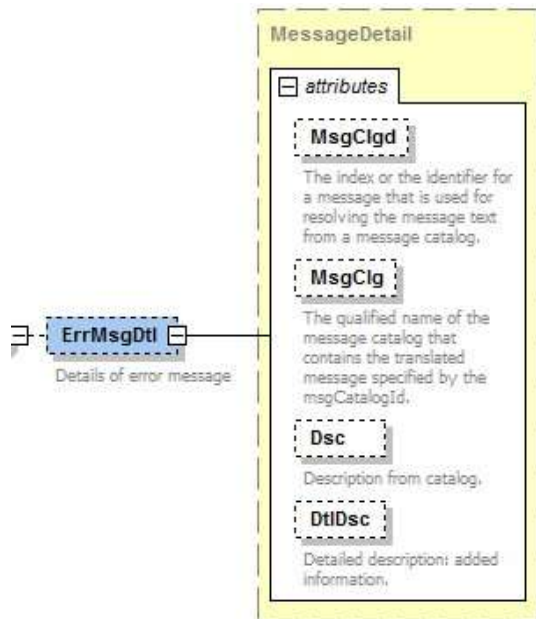 MessageDetail
attributes
MsgClgd
The index or the identifier for
a message that is used for
resolving the message text
from a message catalog.
MsgClg
The qualified name of the
message catalog that
contains the translated
message specified by the
msgCatalogId.
ErrMsgDtl
Details of error message
Dsc
Description from catalog.
DtlDsc
Detailed description: added
information.